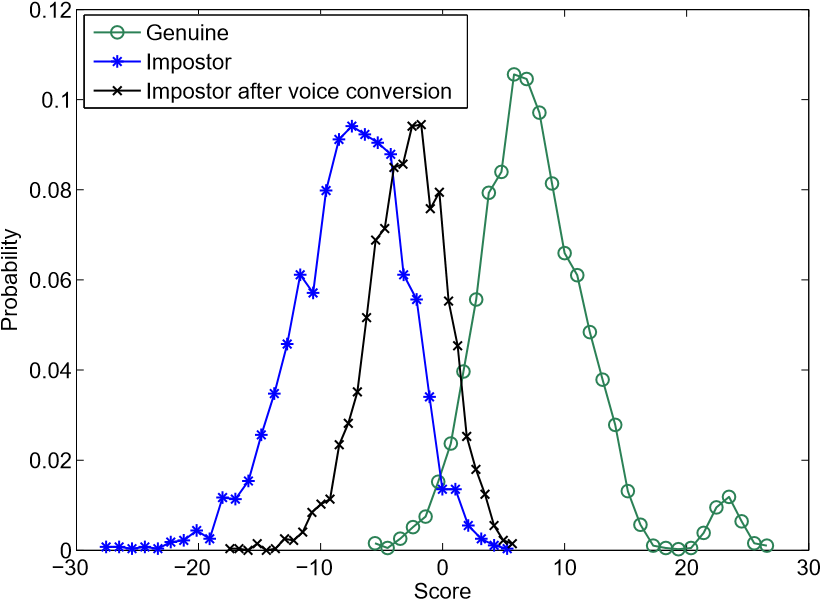 0.12
0.1
0.08
0.06
0.04
0.02
0
Genuine
Impostor
Impostor after voice conversion
Probability
−30
−20
−10
0
10
20
30
Score